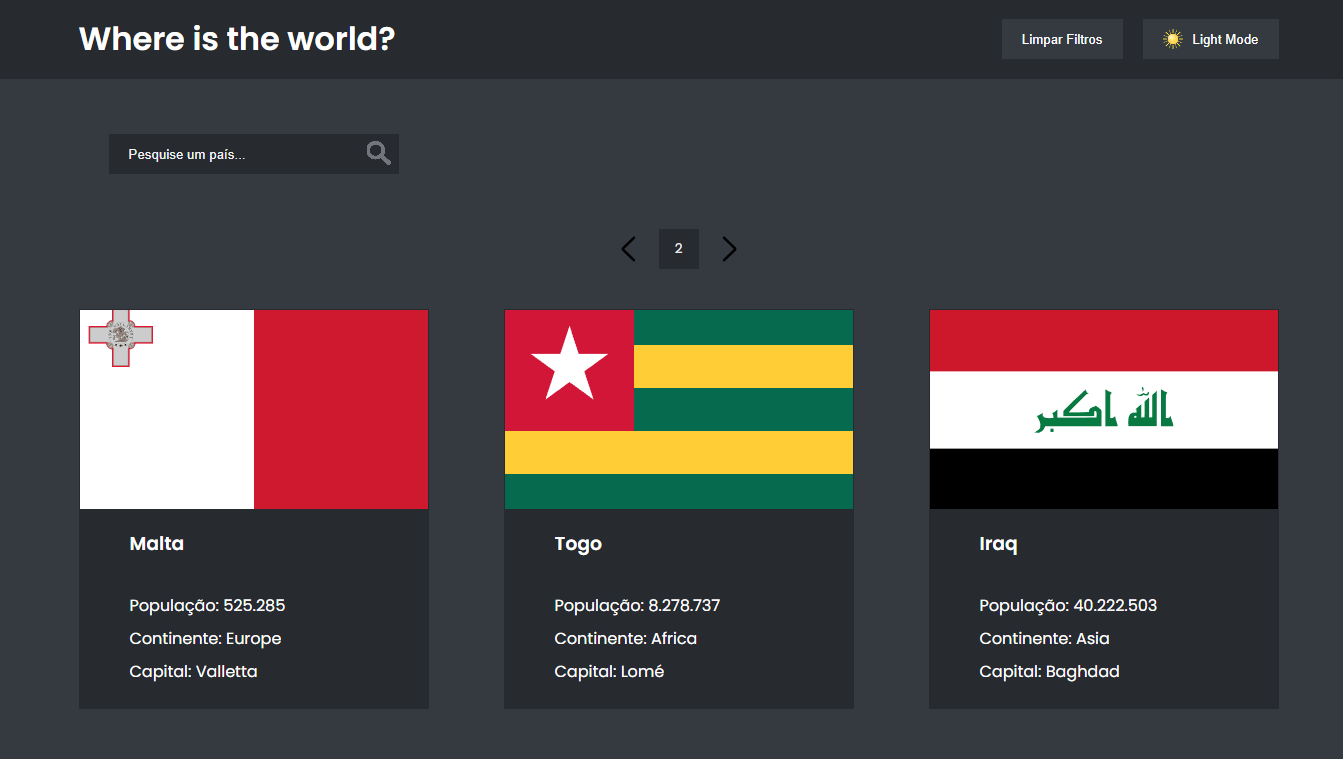 Where is the world?
Limpar Filtros
Light Mode
Pesquise um país...
2
الله اكبر
Malta
População: 525.285
Continente: Europe
Capital: Valletta
Togo
População: 8.278.737
Continente: Africa
Capital: Lomé
Iraq
População: 40.222.503
Continente: Asia
Capital: Baghdad